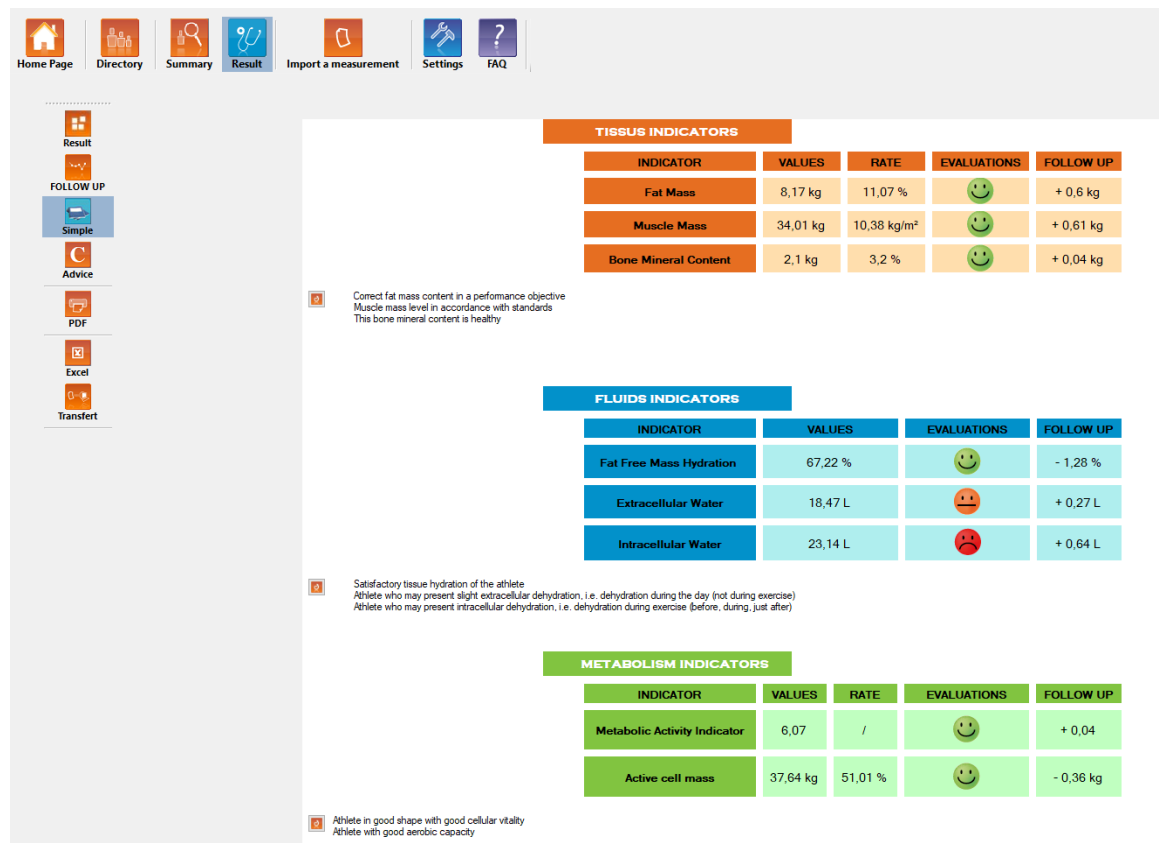 Home Page Directory Summary Result Import a measurement Settings FAQ
Result
FOLLOW UP
Simple
C
Advice
PDF
Excel
Transfert
TISSUS INDICATORS
INDICATOR VALUES RATE EVALUATIONS FOLLOW UP
Fat Mass 8,17 kg 11,07 % + 0,6 kg
Muscle Mass 34,01 kg 10,38 kg/m² + 0,61 kg
Bone Mineral Content 2,1 kg 3,2 % + 0,04 kg
Correct fat mass content in a performance objective
Muscle mass level in accordance with standards
This bone mineral content is healthy
FLUIDS INDICATORS
INDICATOR VALUES EVALUATIONS FOLLOW UP
Fat Free Mass Hydration 67,22 % - 1,28 %
Extracellular Water 18,47 L + 0,27 L
Intracellular Water 23,14 L + 0,64 L
Satisfactory tissue hydration of the athlete
Athlete who may present slight extracellular dehydration, i.e. dehydration during the day (not during exercise)
Athlete who may present intracellular dehydration, i.e. dehydration during exercise (before, during, just after)
METABOLISM INDICATORS
INDICATOR VALUES RATE EVALUATIONS FOLLOW UP
Metabolic Activity Indicator 6,07 / + 0,04
Active cell mass 37,64 kg 51,01 % - 0,36 kg
Athlete in good shape with good cellular vitality
Athlete with good aerobic capacity